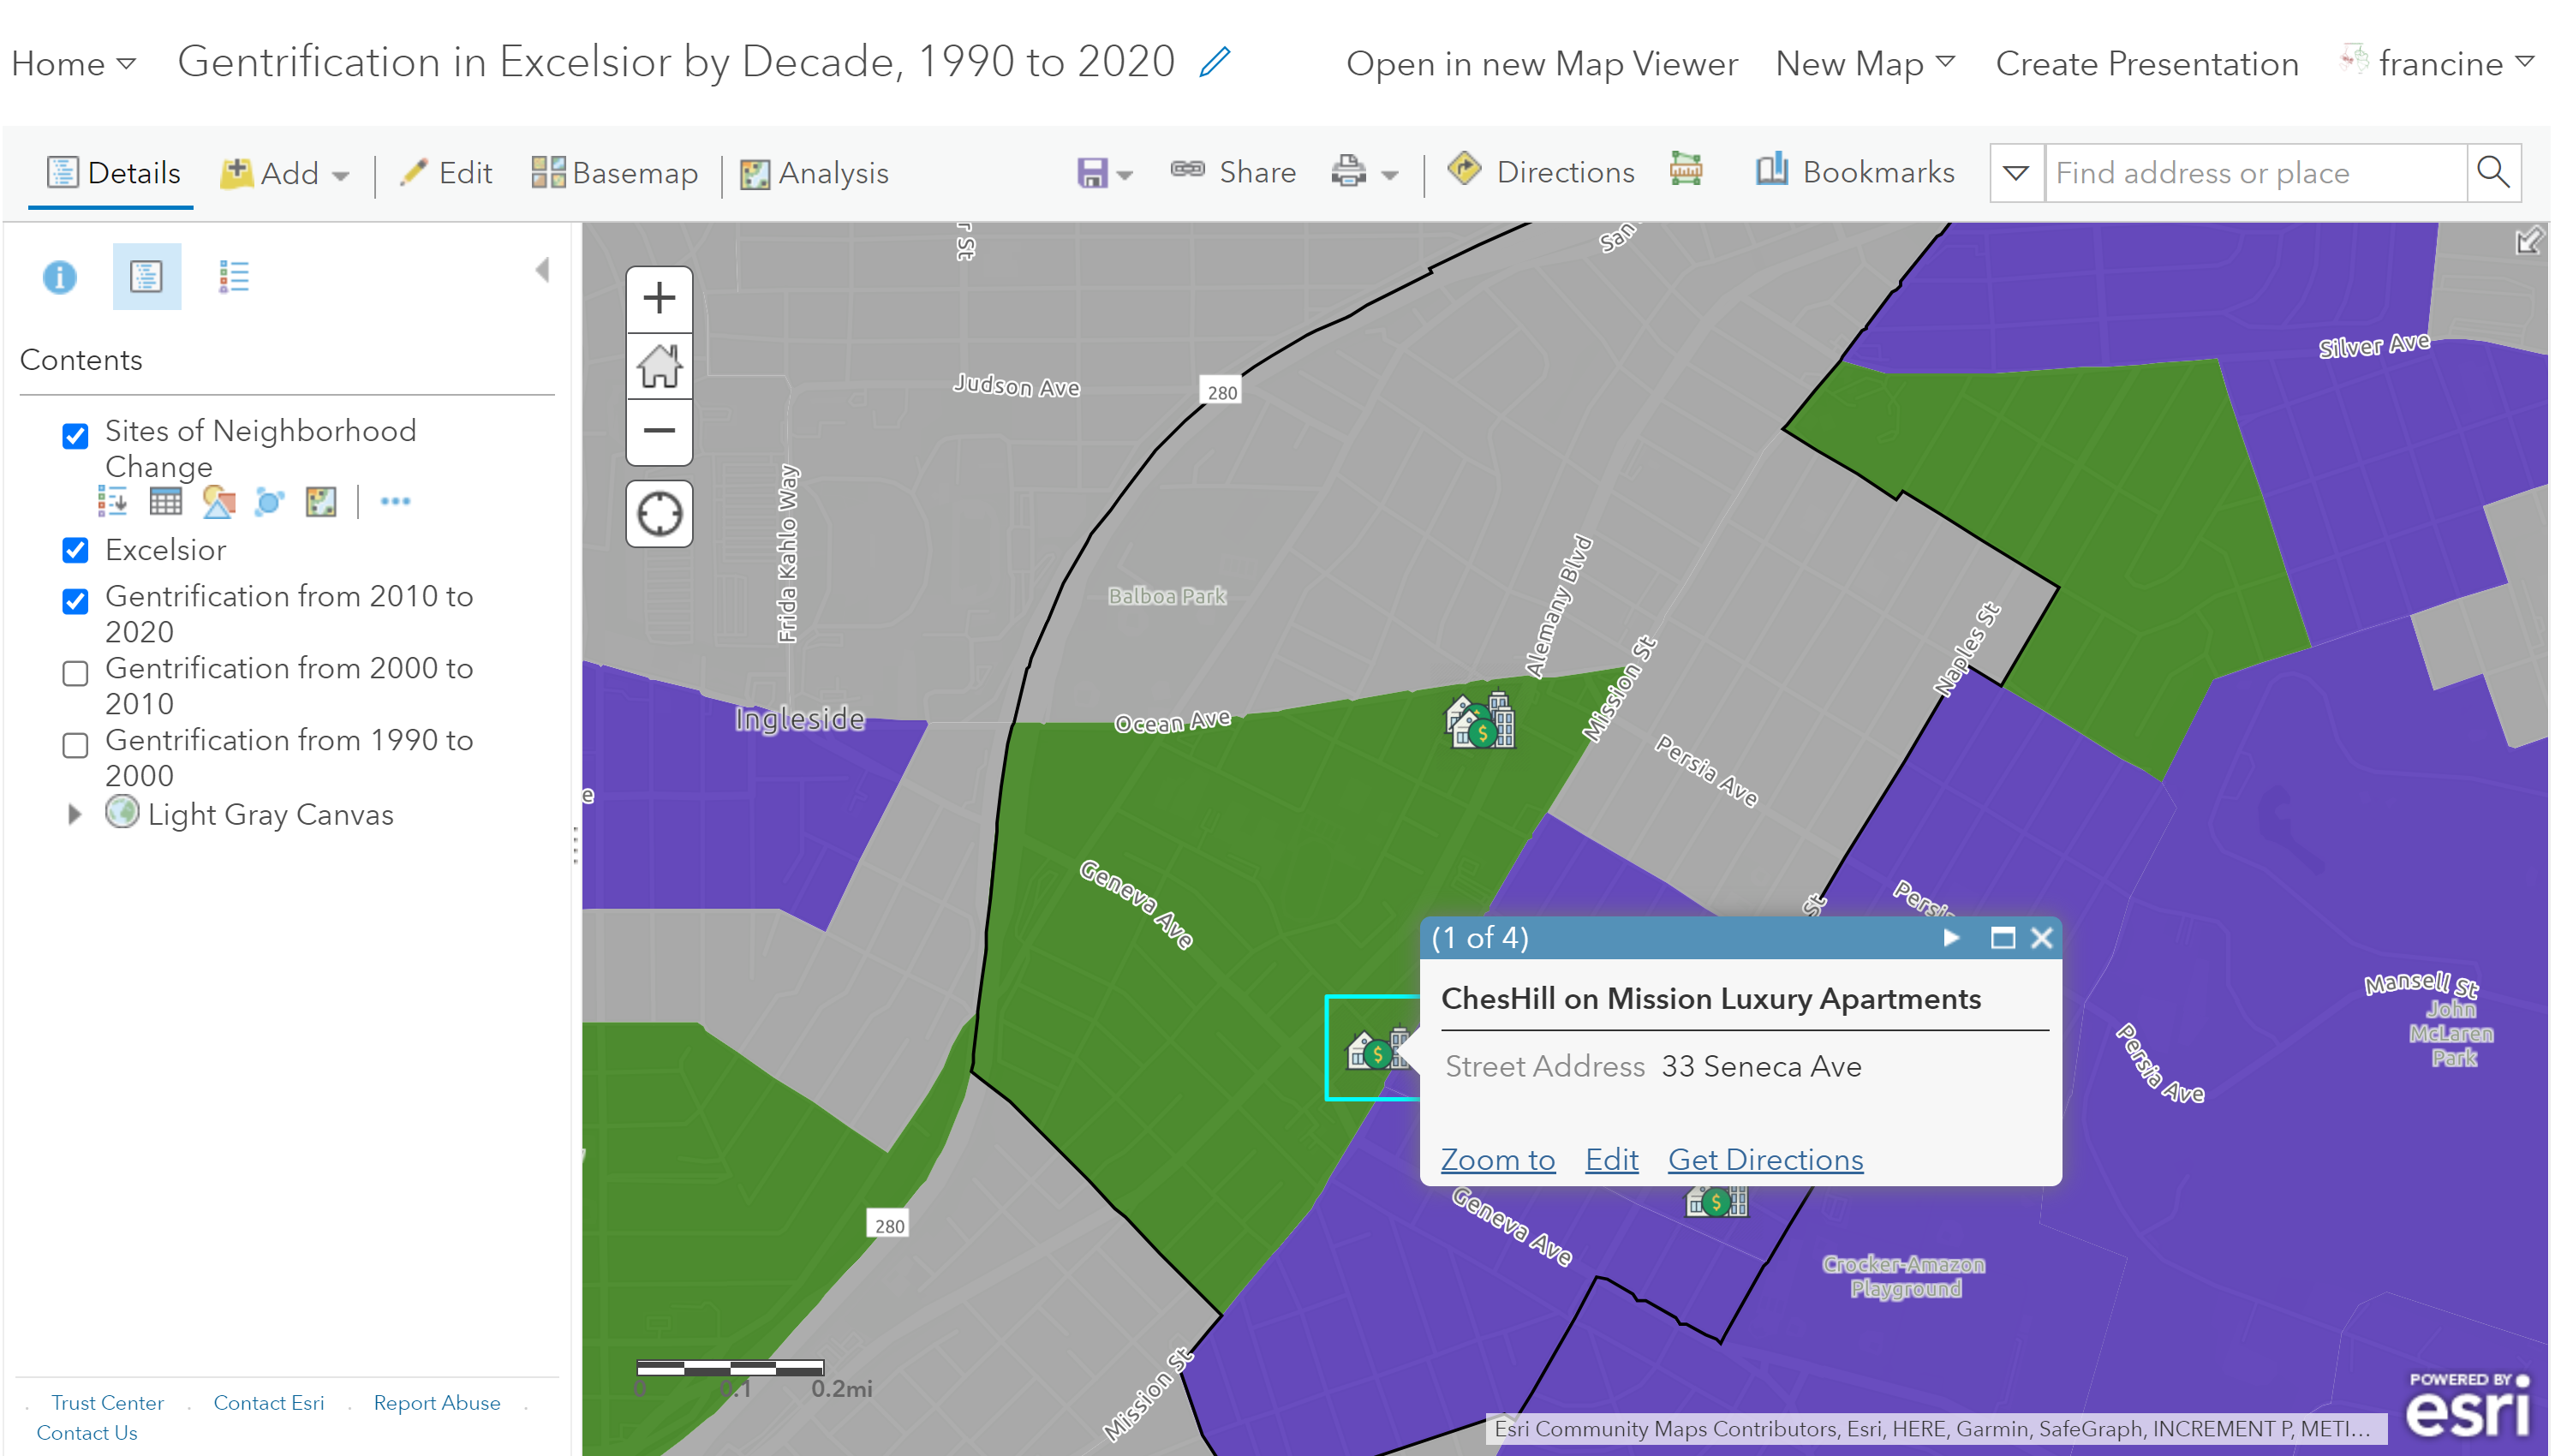 Home
Gentrification in Excelsior by Decade, 1990 to 2020
Open in new Map Viewer
New Map
Create Presentation
francine
Details
Add
Edit
Basemap
Analysis
Share
Directions
Bookmarks
Find address or place
Contents
Sites of Neighborhood
Change
Excelsior
Gentrification from 2010 to
2020
Gentrification from 2000 to
2010
Gentrification from 1990 to
2000
Light Gray Canvas
Trust Center
Contact Esri
Report Abuse
Contact Us
r St
San
Silver Ave
Judson Ave
280
Frida Kahlo Way
Balboa Park
Alemany Blvd
Mission St
Naples St
Ingleside
Ocean Ave
Persia Ave
e
Geneva Ave
St
Persi
(1 of 4)
ChesHill on Mission Luxury Apartments
Street Address 33 Seneca Ave
Zoom to
Edit
Get Directions
Mansell St
John
McLaren
Park
Persia Ave
280
Geneva Ave
Crocker-Amazon
Playground
Mission St
0 0.1 0.2mi
POWERED BY
esri
Esri Community Maps Contributors, Esri, HERE, Garmin, SafeGraph, INCREMENT P, METI...